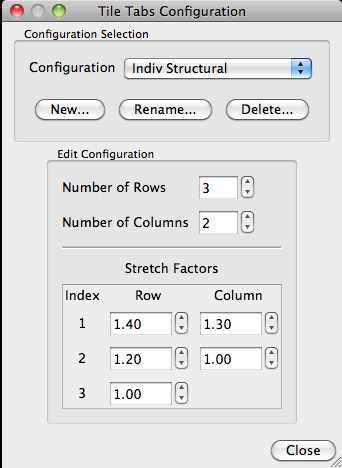 Tile Tabs Configuration
Configuration Selection
Configuration Indiv Structural
New... Rename... Delete...
Edit Configuration
Number of Rows 3
Number of Columns 2
Stretch Factors
Index Row Column
1 1.40 1.30
2 1.20 1.00
3 1.00
Close